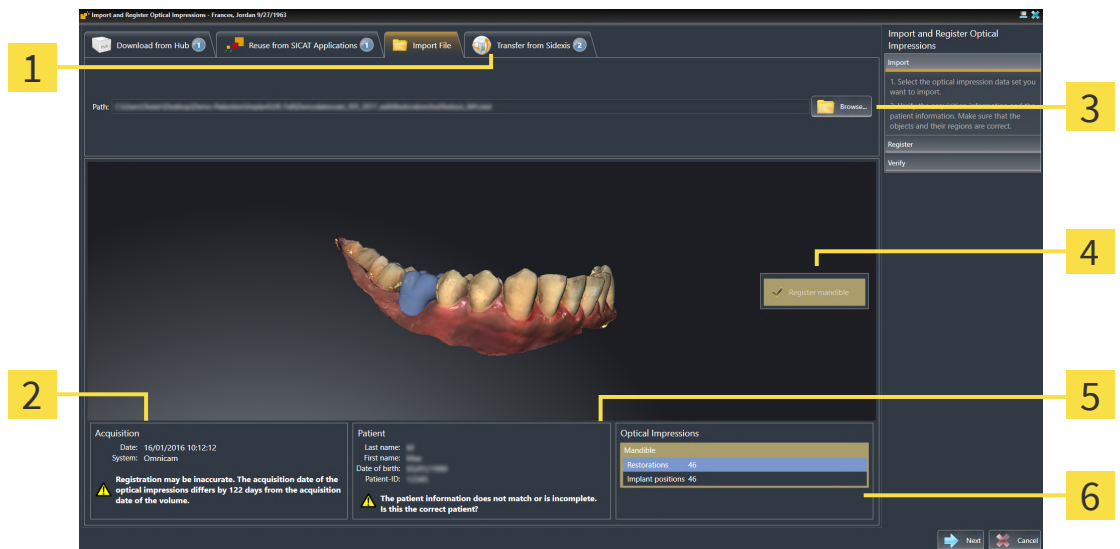 Import and Register Optical Impressions - Frances, Jordan 9/27/1963
Download from Hub 1
Reuse from SICAT Applications 1
Import File
Transfer from Sidexis 2
1
Path:
Browse...
3
Import and Register Optical
Impressions
Import
1. Select the optical impression data set you
want to import.
patient information. Make sure that the
objects and their regions are correct.
Register
Verify
Register mandible
4
2
Acquisition
Date: 16/01/2016 10:12:12
System: Omnicam
Registration may be inaccurate. The acquisition date of the
optical impressions differs by 122 days from the acquisition
date of the volume.
Patient
Last name:
First name:
Date of birth:
Patient-ID:
The patient information does not match or is incomplete.
Is this the correct patient?
5
Optical Impressions
Mandible
Restorations 46
Implant positions 46
6
Next
Cancel